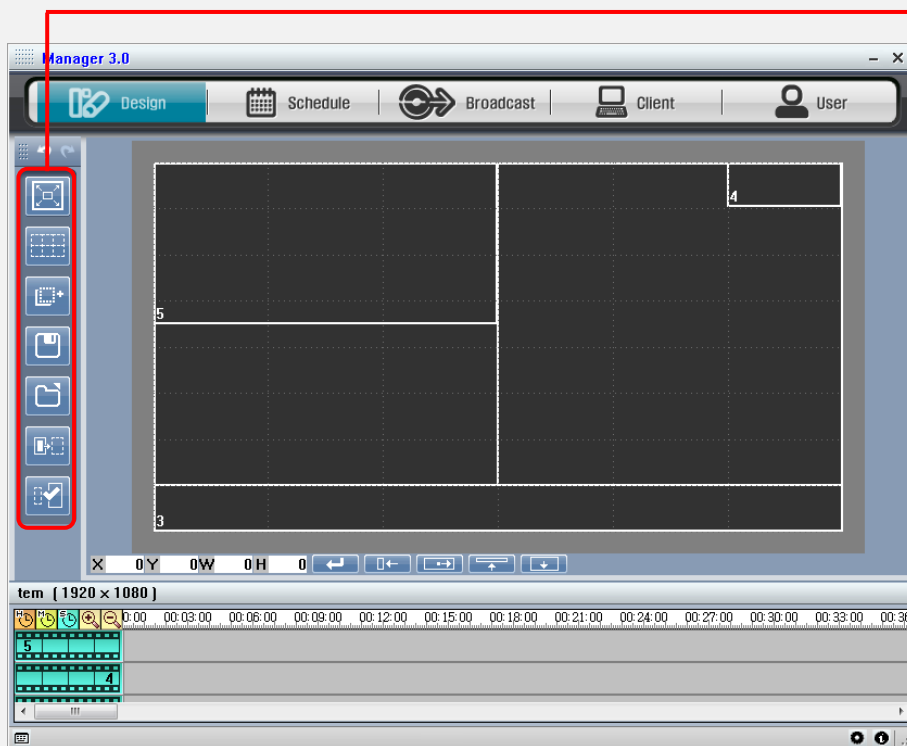 Manager 3.0
Design Schedule Broadcast Client User
4
5
3
X 0 Y 0 W 0 H 0
tem [ 1920 x 1080 ]
H M S 0:00 00:03:00 00:06:00 00:09:00 00:12:00 00:15:00 00:18:00 00:21:00 00:24:00 00:27:00 00:30:00 00:33:00 00:3
5
4